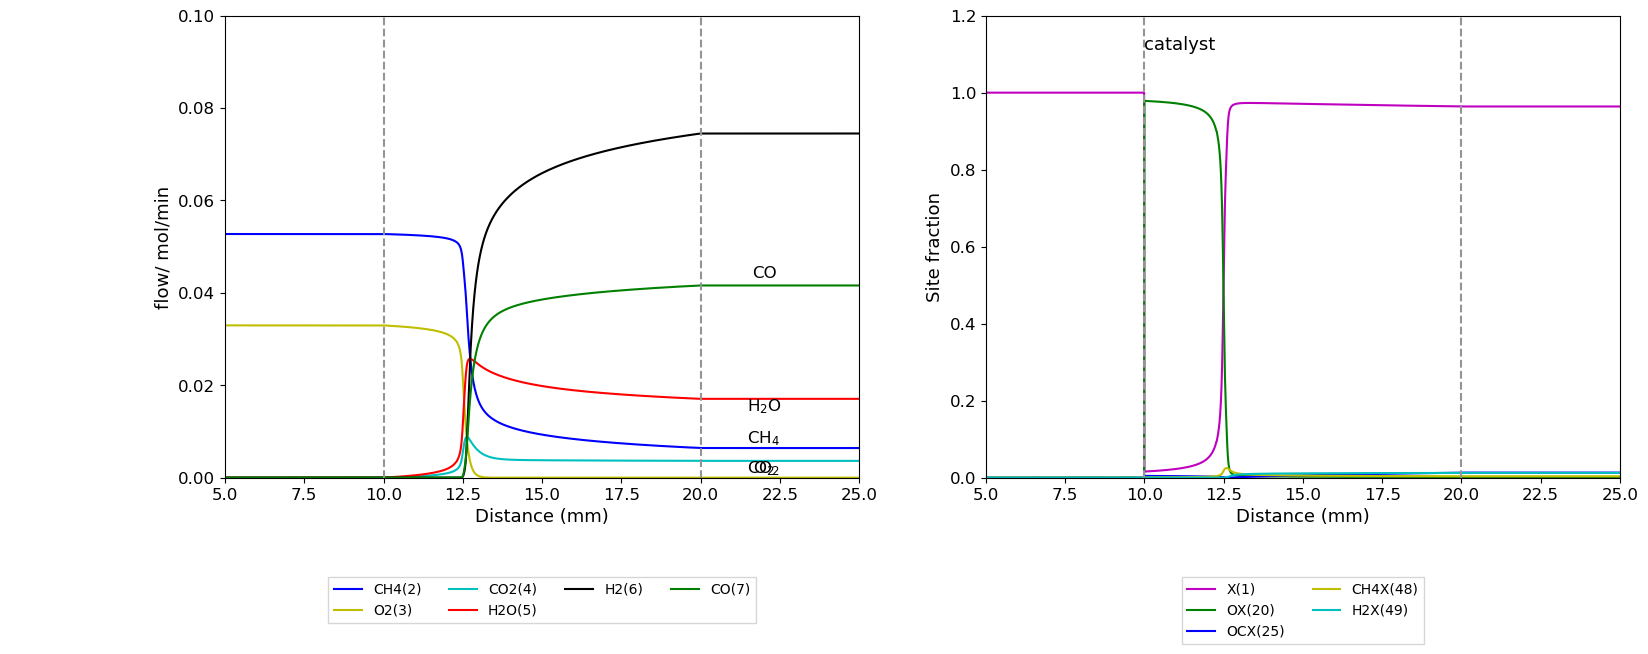 0.10
0.08
0.06
0.04
0.02
0.00
flow/ mol/min
CO
H₂O
CH₄
5.0 7.5 10.0 12.5 15.0 17.5 20.0 22.5 25.0
Distance (mm)
CH4(2) CO2(4) H2(6) CO(7)
O2(3) H2O(5)
1.2
1.0
0.8
0.6
0.4
0.2
0.0
Site fraction
catalyst
5.0 7.5 10.0 12.5 15.0 17.5 20.0 22.5 25.0
Distance (mm)
X(1) CH4X(48)
OX(20) H2X(49)
OCX(25)